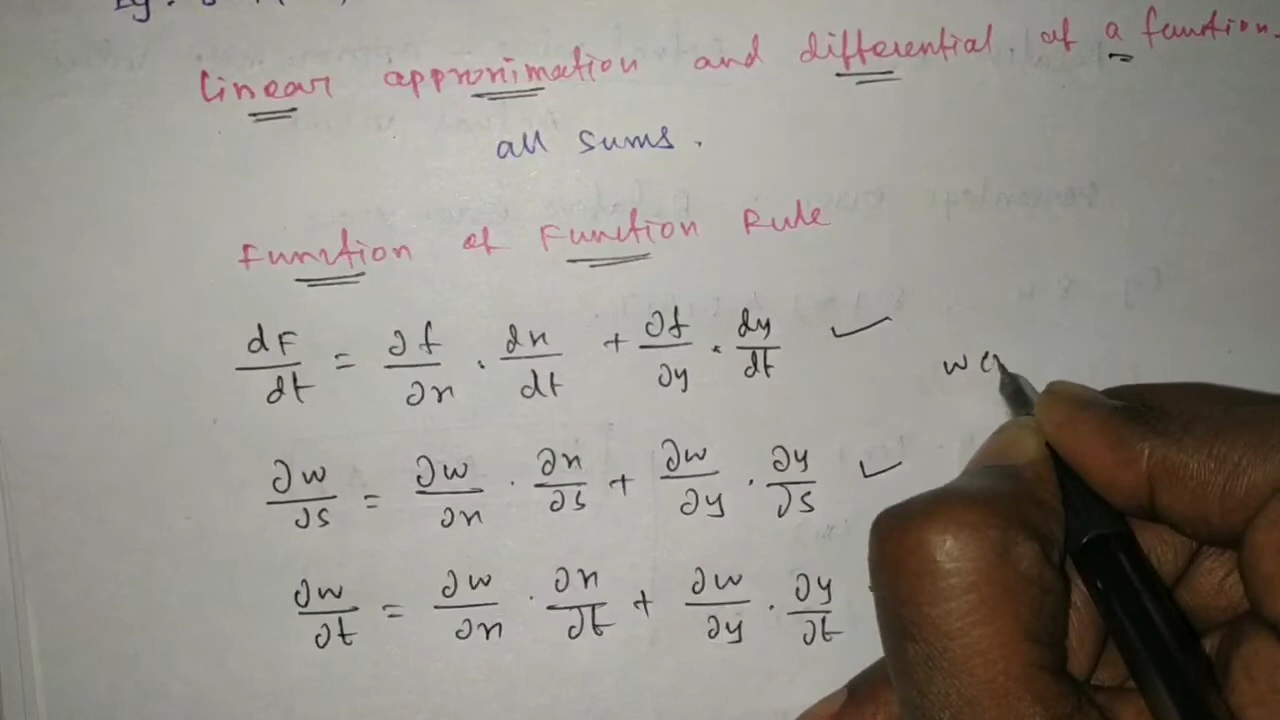 Linear approximation and differential of a function.
all sums.
Function of Function Rule
dF/dt = ∂f/∂x . dx/dt + ∂f/∂y . dy/dt ✓
w(
∂w/∂s = ∂w/∂x . ∂x/∂s + ∂w/∂y . ∂y/∂s ✓
∂w/∂t = ∂w/∂x . ∂x/∂t + ∂w/∂y . ∂y/∂t